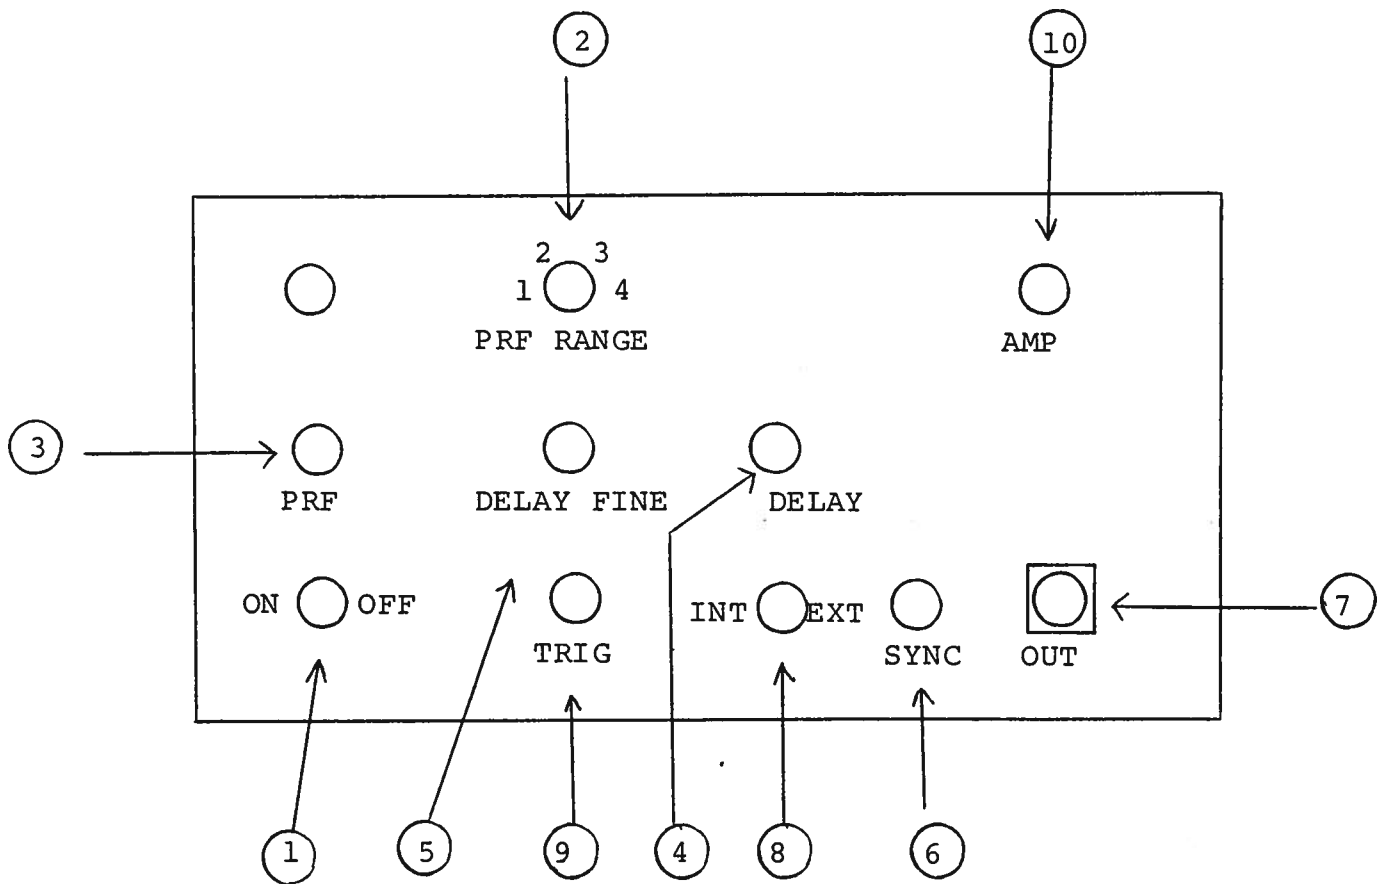 2
10
2 3
1 4
PRF RANGE
AMP
3
PRF
DELAY FINE
DELAY
ON OFF
INT EXT
7
TRIG
SYNC
OUT
1
5
9
4
8
6